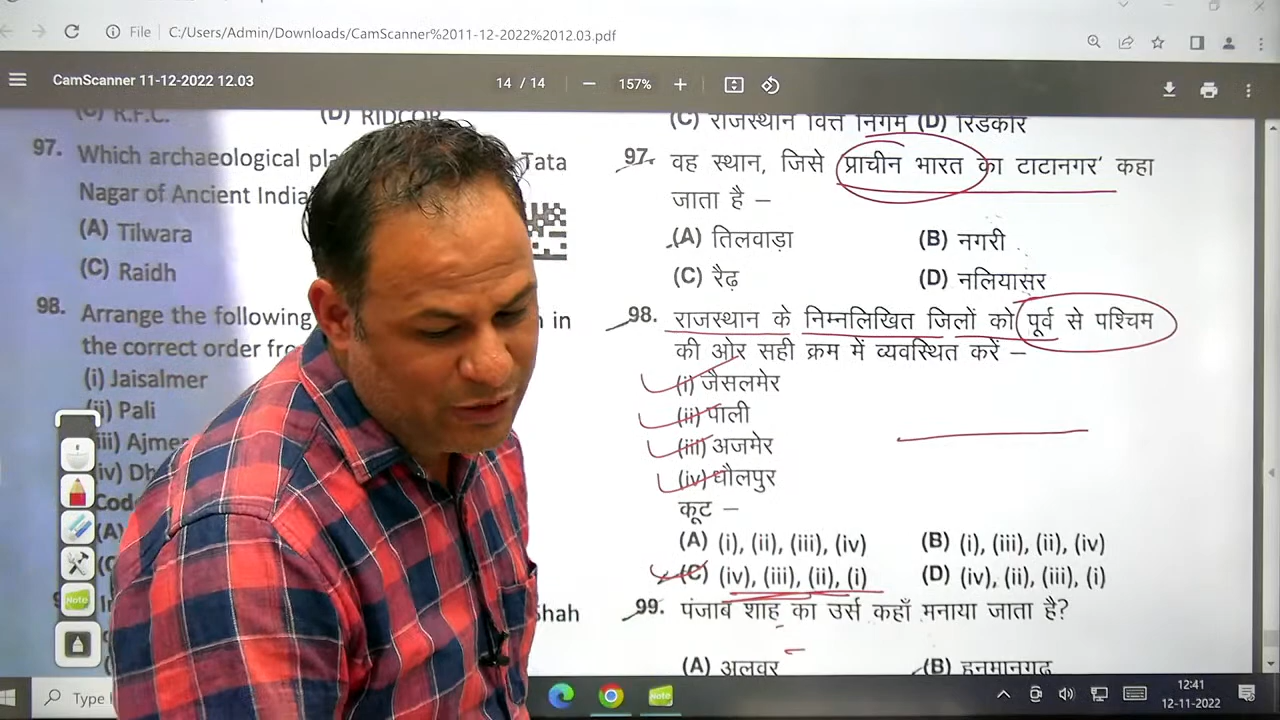 File C:/Users/Admin/Downloads/CamScanner%2011-12-2022%2012.03.pdf
CamScanner 11-12-2022 12.03
14 / 14
157%
(C) R.F.C. (D) RIDCOR
97. Which archaeological Tata
Nagar of Ancient India
(A) Tilwara
(C) Raidh
98. Arrange the following in
the correct order
(i) Jaisalmer
(ii) Pali
(iii)
(iv)
(A)
Shah
(C) राजस्थान वित्त निगम (D) रिडकोर
97. वह स्थान, जिसे प्राचीन भारत का टाटानगर' कहा
जाता है –
(A) तिलवाड़ा (B) नगरी
(C) रैढ़ (D) नलियासर
98. राजस्थान के निम्नलिखित जिलों को पूर्व से पश्चिम
की ओर सही क्रम में व्यवस्थित करें –
(i) जैसलमेर
(ii) पाली
(iii) अजमेर
(iv) धौलपुर
कूट –
(A) (i), (ii), (iii), (iv) (B) (i), (iii), (ii), (iv)
(C) (iv), (iii), (ii), (i) (D) (iv), (ii), (iii), (i)
99. पंजाब शाह का उर्स कहाँ मनाया जाता है?
(A) अलवर (B) हनुमानगढ़
Note
Type
Note
12:41
12-11-2022